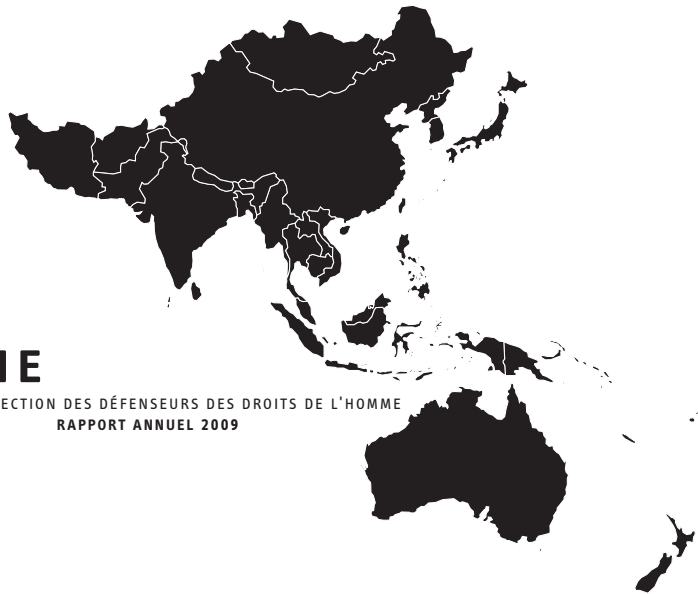 IE
ECTION DES DÉFENSEURS DES DROITS DE L'HOMME
RAPPORT ANNUEL 2009